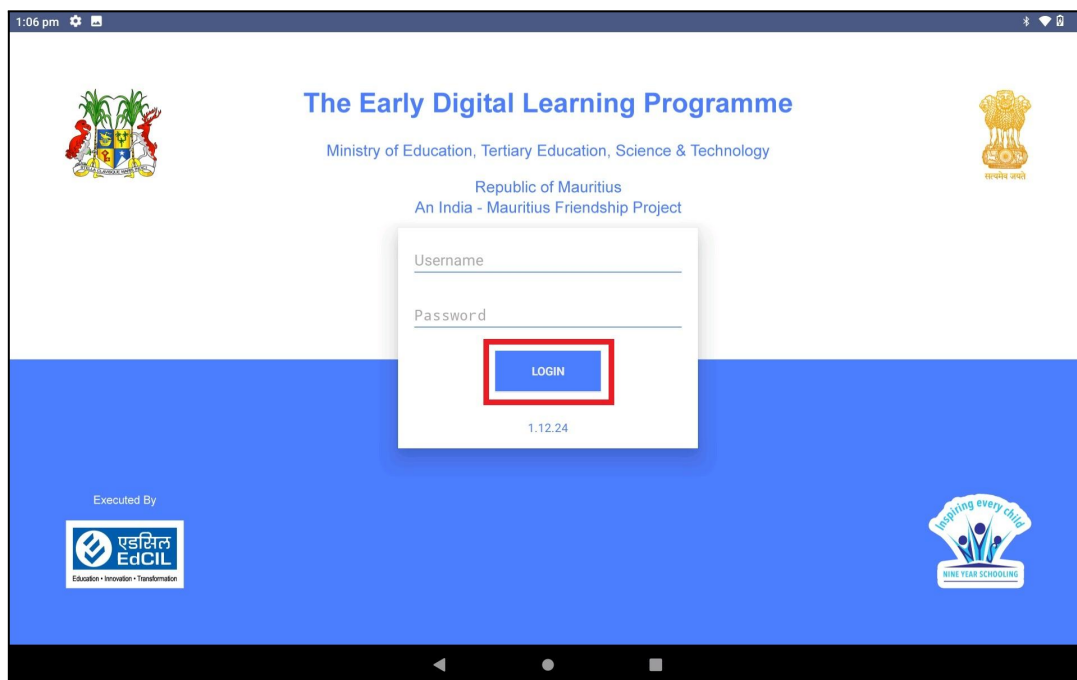 1:06 pm
The Early Digital Learning Programme
Ministry of Education, Tertiary Education, Science & Technology
Republic of Mauritius
An India - Mauritius Friendship Project
सत्यमेव जयते
Username
Password
LOGIN
1.12.24
Executed By
एडसिल
EdCIL
Education • Innovation • Transformation
Inspiring every child
NINE YEAR SCHOOLING